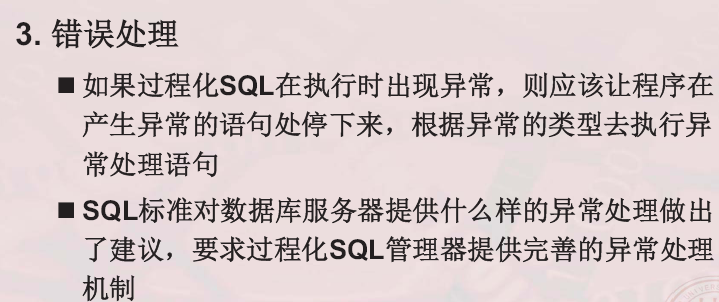 3. 错误处理
■ 如果过程化SQL在执行时出现异常，则应该让程序在
产生异常的语句处停下来，根据异常的类型去执行异
常处理语句
■ SQL标准对数据库服务器提供什么样的异常处理做出
了建议，要求过程化SQL管理器提供完善的异常处理
机制